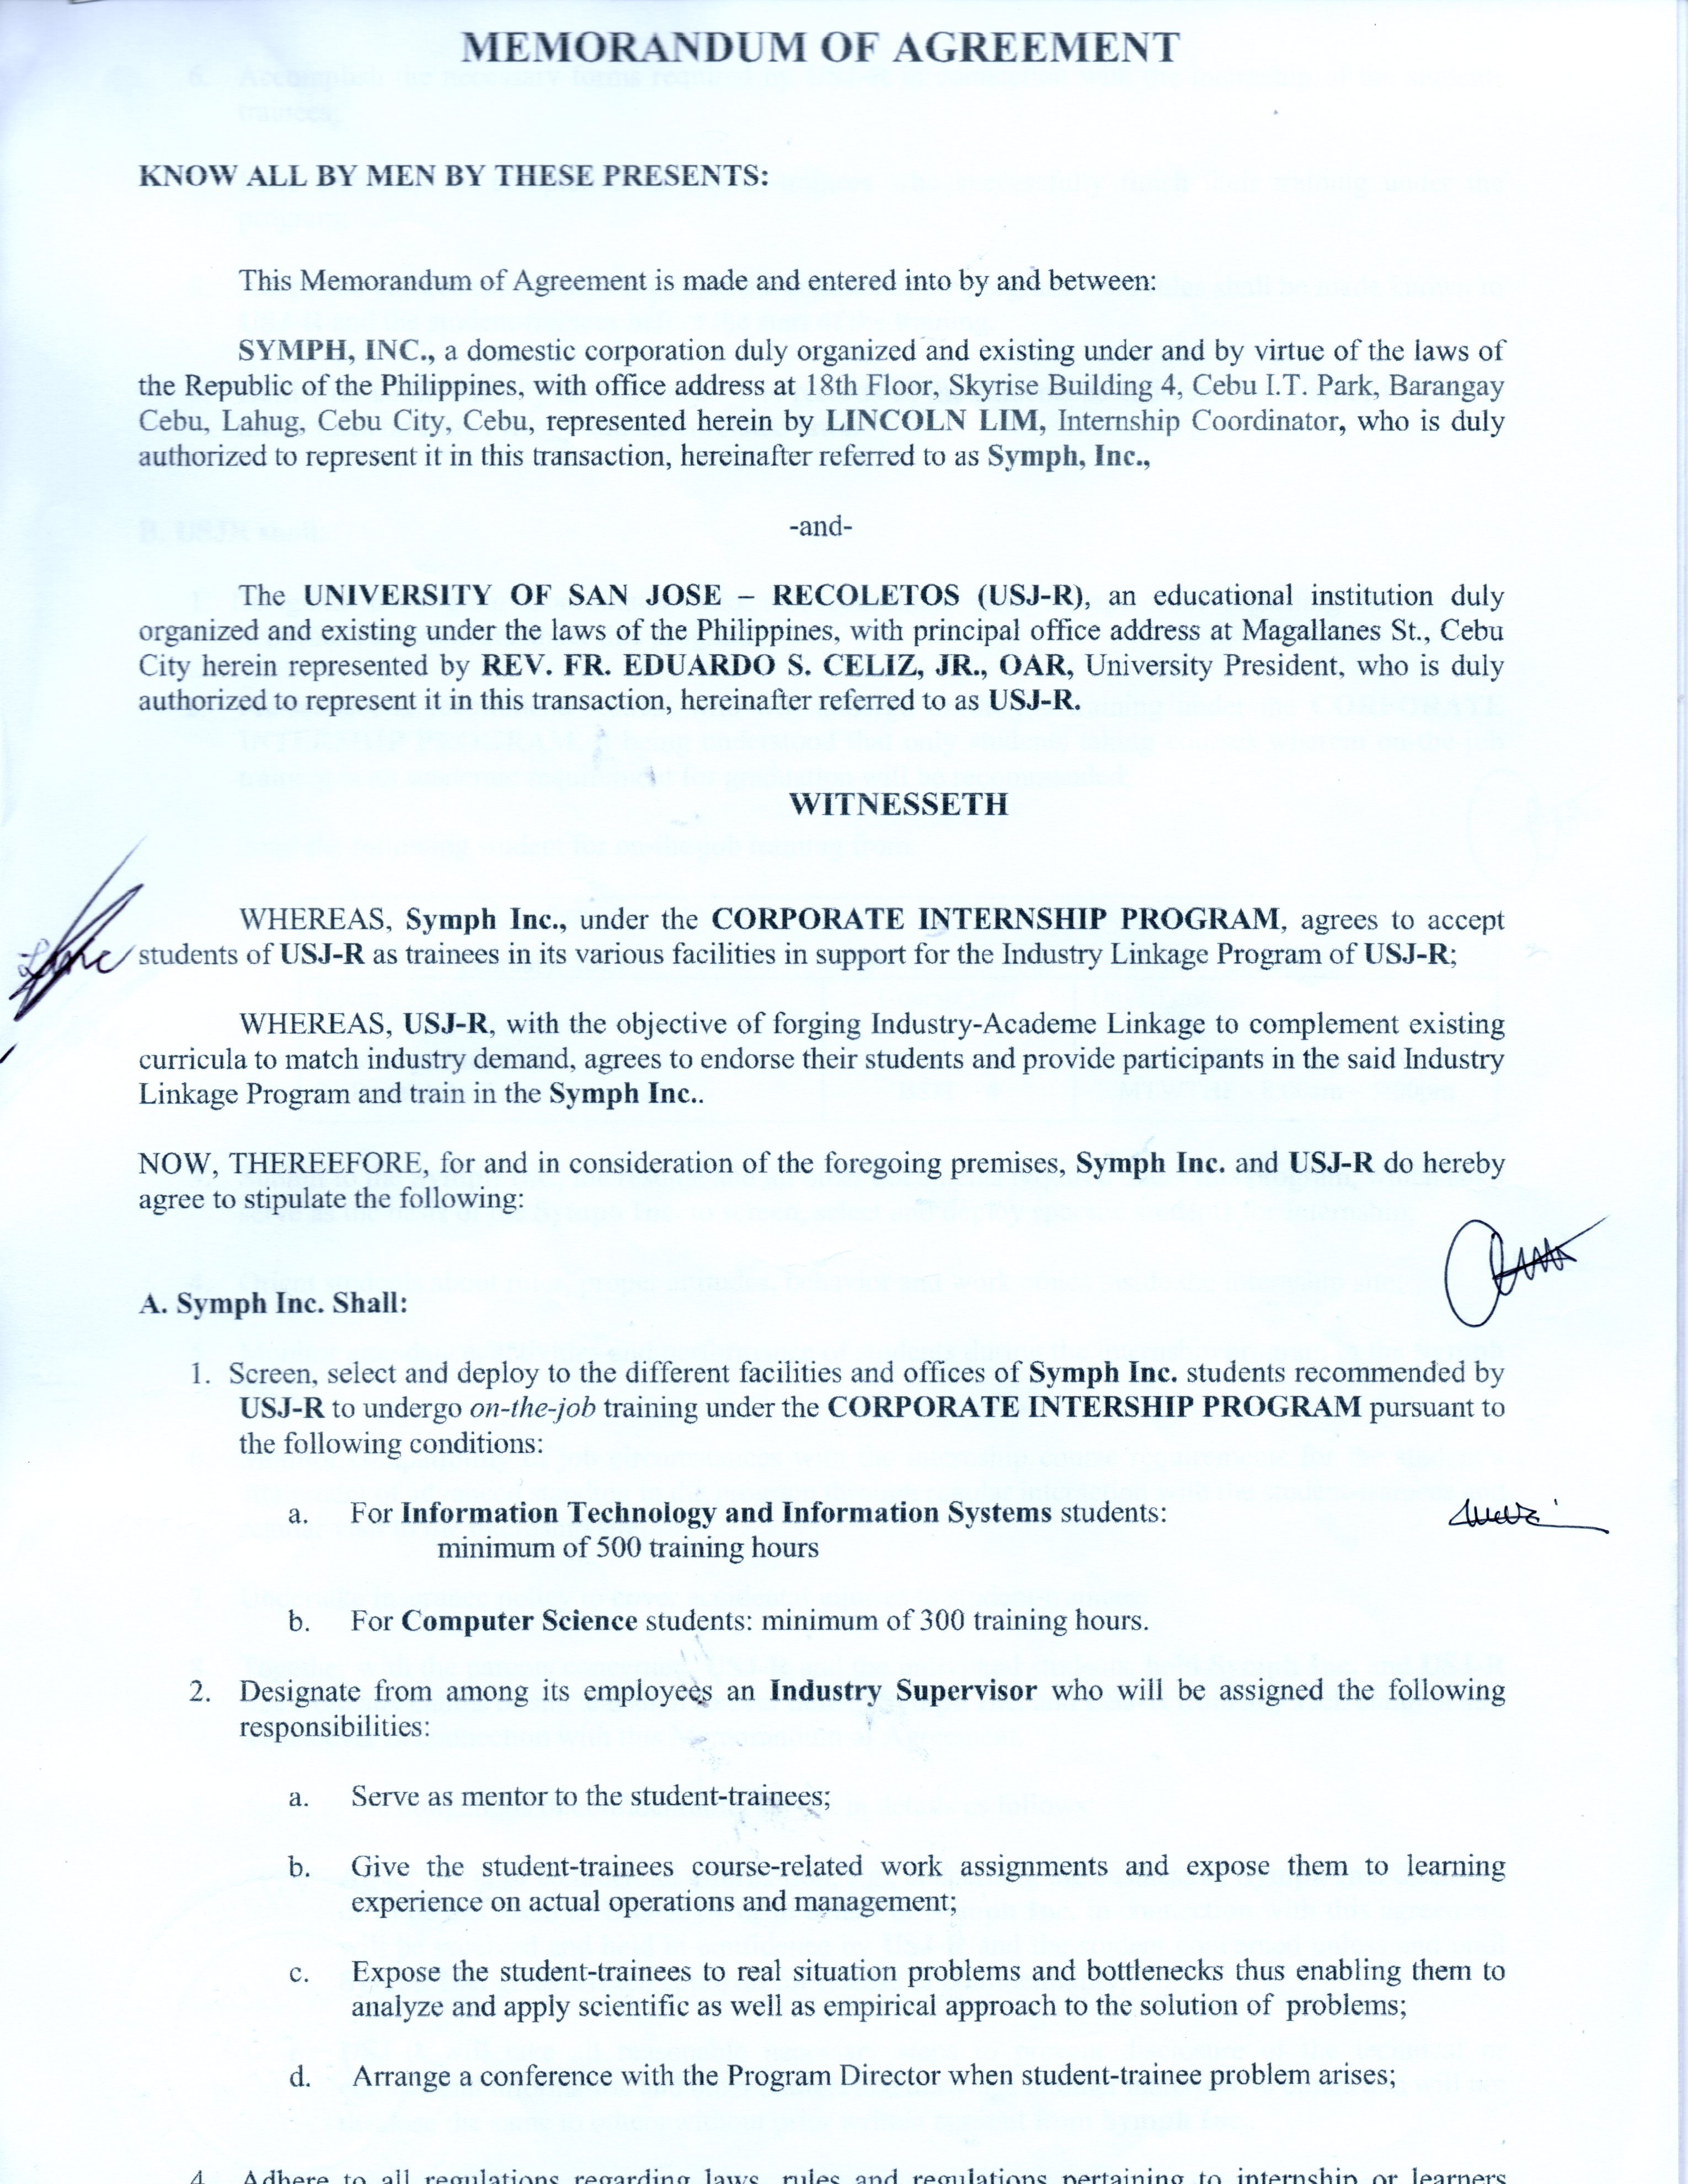 MEMORANDUM OF AGREEMENT
KNOW ALL BY MEN BY THESE PRESENTS:
This Memorandum of Agreement is made and entered into by and between:
SYMPH, INC., a domestic corporation duly organized and existing under and by virtue of the laws of
the Republic of the Philippines, with office address at 18th Floor, Skyrise Building 4, Cebu I.T. Park, Barangay
Cebu, Lahug, Cebu City, Cebu, represented herein by LINCOLN LIM, Internship Coordinator, who is duly
authorized to represent it in this transaction, hereinafter referred to as Symph, Inc.,
-and-
The UNIVERSITY OF SAN JOSE – RECOLETOS (USJ-R), an educational institution duly
organized and existing under the laws of the Philippines, with principal office address at Magallanes St., Cebu
City herein represented by REV. FR. EDUARDO S. CELIZ, JR., OAR, University President, who is duly
authorized to represent it in this transaction, hereinafter referred to as USJ-R.
WITNESSETH
WHEREAS, Symph Inc., under the CORPORATE INTERNSHIP PROGRAM, agrees to accept
students of USJ-R as trainees in its various facilities in support for the Industry Linkage Program of USJ-R;
WHEREAS, USJ-R, with the objective of forging Industry-Academe Linkage to complement existing
curricula to match industry demand, agrees to endorse their students and provide participants in the said Industry
Linkage Program and train in the Symph Inc..
NOW, THEREEFORE, for and in consideration of the foregoing premises, Symph Inc. and USJ-R do hereby
agree to stipulate the following:
A. Symph Inc. Shall:
1. Screen, select and deploy to the different facilities and offices of Symph Inc. students recommended by
USJ-R to undergo on-the-job training under the CORPORATE INTERSHIP PROGRAM pursuant to
the following conditions:
a. For Information Technology and Information Systems students:
minimum of 500 training hours
b. For Computer Science students: minimum of 300 training hours.
2. Designate from among its employees an Industry Supervisor who will be assigned the following
responsibilities:
a. Serve as mentor to the student-trainees;
b. Give the student-trainees course-related work assignments and expose them to learning
experience on actual operations and management;
c. Expose the student-trainees to real situation problems and bottlenecks thus enabling them to
analyze and apply scientific as well as empirical approach to the solution of problems;
d. Arrange a conference with the Program Director when student-trainee problem arises;
4. Adhere to all regulations regarding laws, rules and regulations pertaining to internship or learners